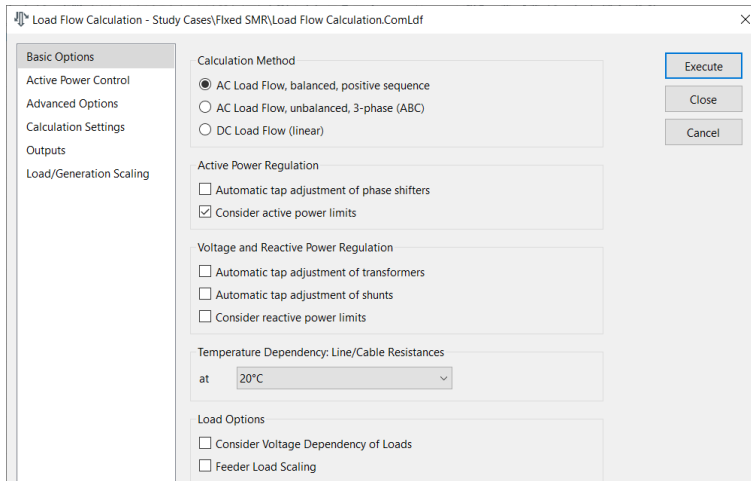 Load Flow Calculation - Study Cases\FIxed SMR\Load Flow Calculation.ComLdf
Basic Options
Active Power Control
Advanced Options
Calculation Settings
Outputs
Load/Generation Scaling
Calculation Method
AC Load Flow, balanced, positive sequence
AC Load Flow, unbalanced, 3-phase (ABC)
DC Load Flow (linear)
Active Power Regulation
Automatic tap adjustment of phase shifters
Consider active power limits
Voltage and Reactive Power Regulation
Automatic tap adjustment of transformers
Automatic tap adjustment of shunts
Consider reactive power limits
Temperature Dependency: Line/Cable Resistances
at 20°C
Load Options
Consider Voltage Dependency of Loads
Feeder Load Scaling
Execute
Close
Cancel